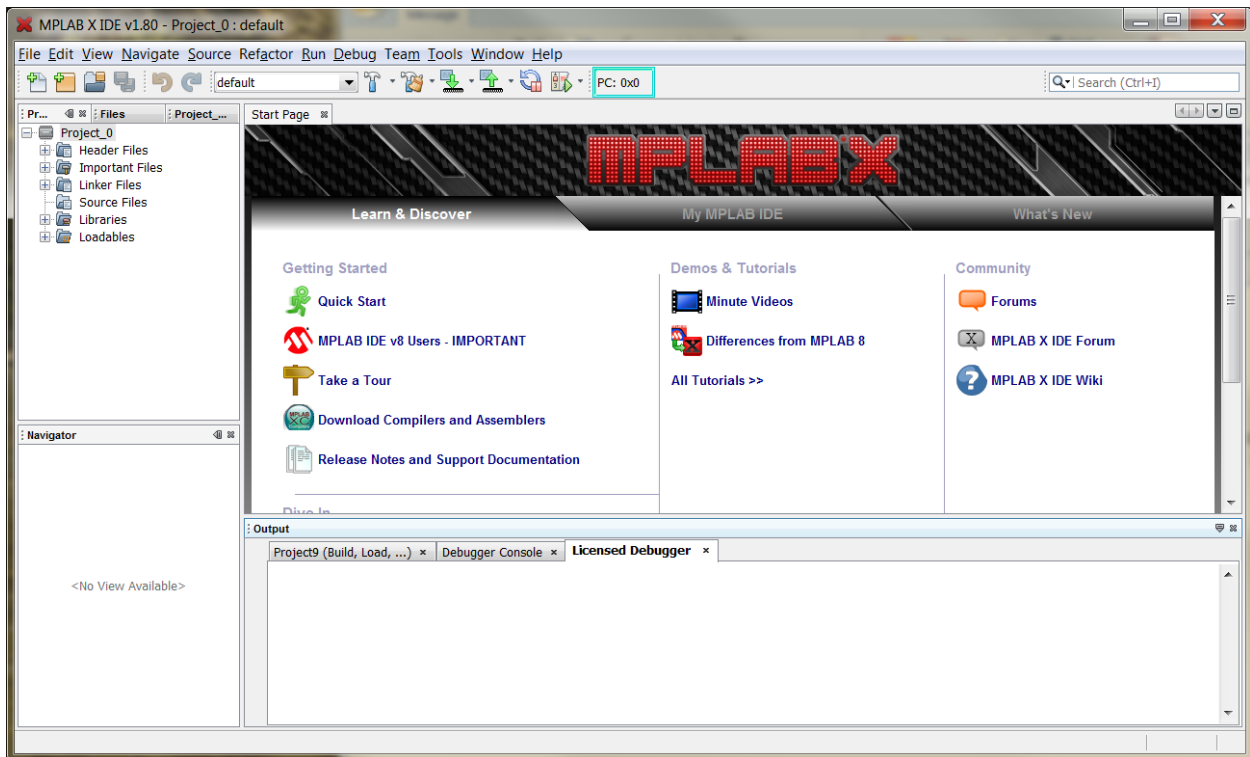 MPLAB X IDE v1.80 - Project_0 : default
File Edit View Navigate Source Refactor Run Debug Team Tools Window Help
default
PC: 0x0
Search (Ctrl+I)
Pr...
Files
Project_...
Start Page
Project_0
Header Files
Important Files
Linker Files
Source Files
Libraries
Loadables
MPLABX
Learn & Discover
My MPLAB IDE
What's New
Getting Started
Quick Start
MPLAB IDE v8 Users - IMPORTANT
Take a Tour
Download Compilers and Assemblers
Release Notes and Support Documentation
Dive In
Demos & Tutorials
Minute Videos
Differences from MPLAB 8
All Tutorials >>
Community
Forums
MPLAB X IDE Forum
MPLAB X IDE Wiki
Navigator
<No View Available>
Output
Project9 (Build, Load, ...)
Debugger Console
Licensed Debugger